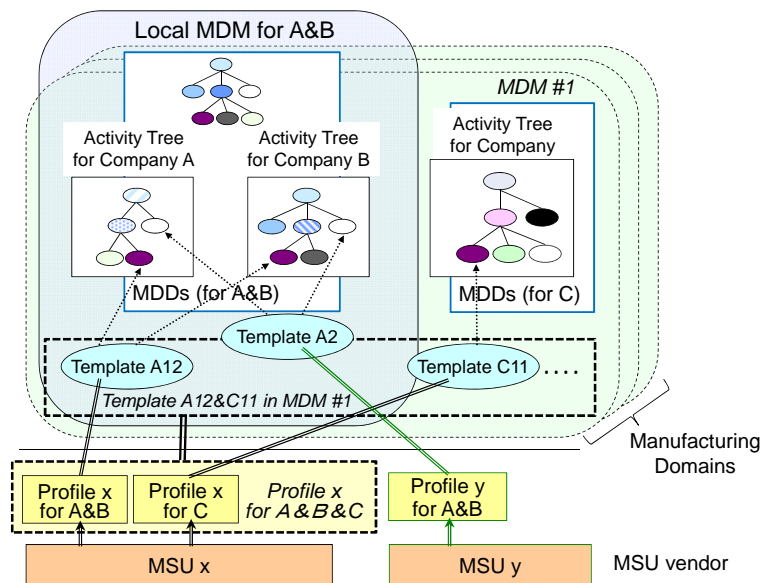 Local MDM for A&B
MDM #1
Activity Tree
for Company A
Activity Tree
for Company B
Activity Tree
for Company
MDDs (for A&B)
MDDs (for C)
Template A2
Template A12
Template C11
....
Template A12&C11 in MDM #1
Manufacturing
Domains
Profile x
for A&B
Profile x
for C
Profile x
for A&B&C
Profile y
for A&B
MSU x
MSU y
MSU vendor